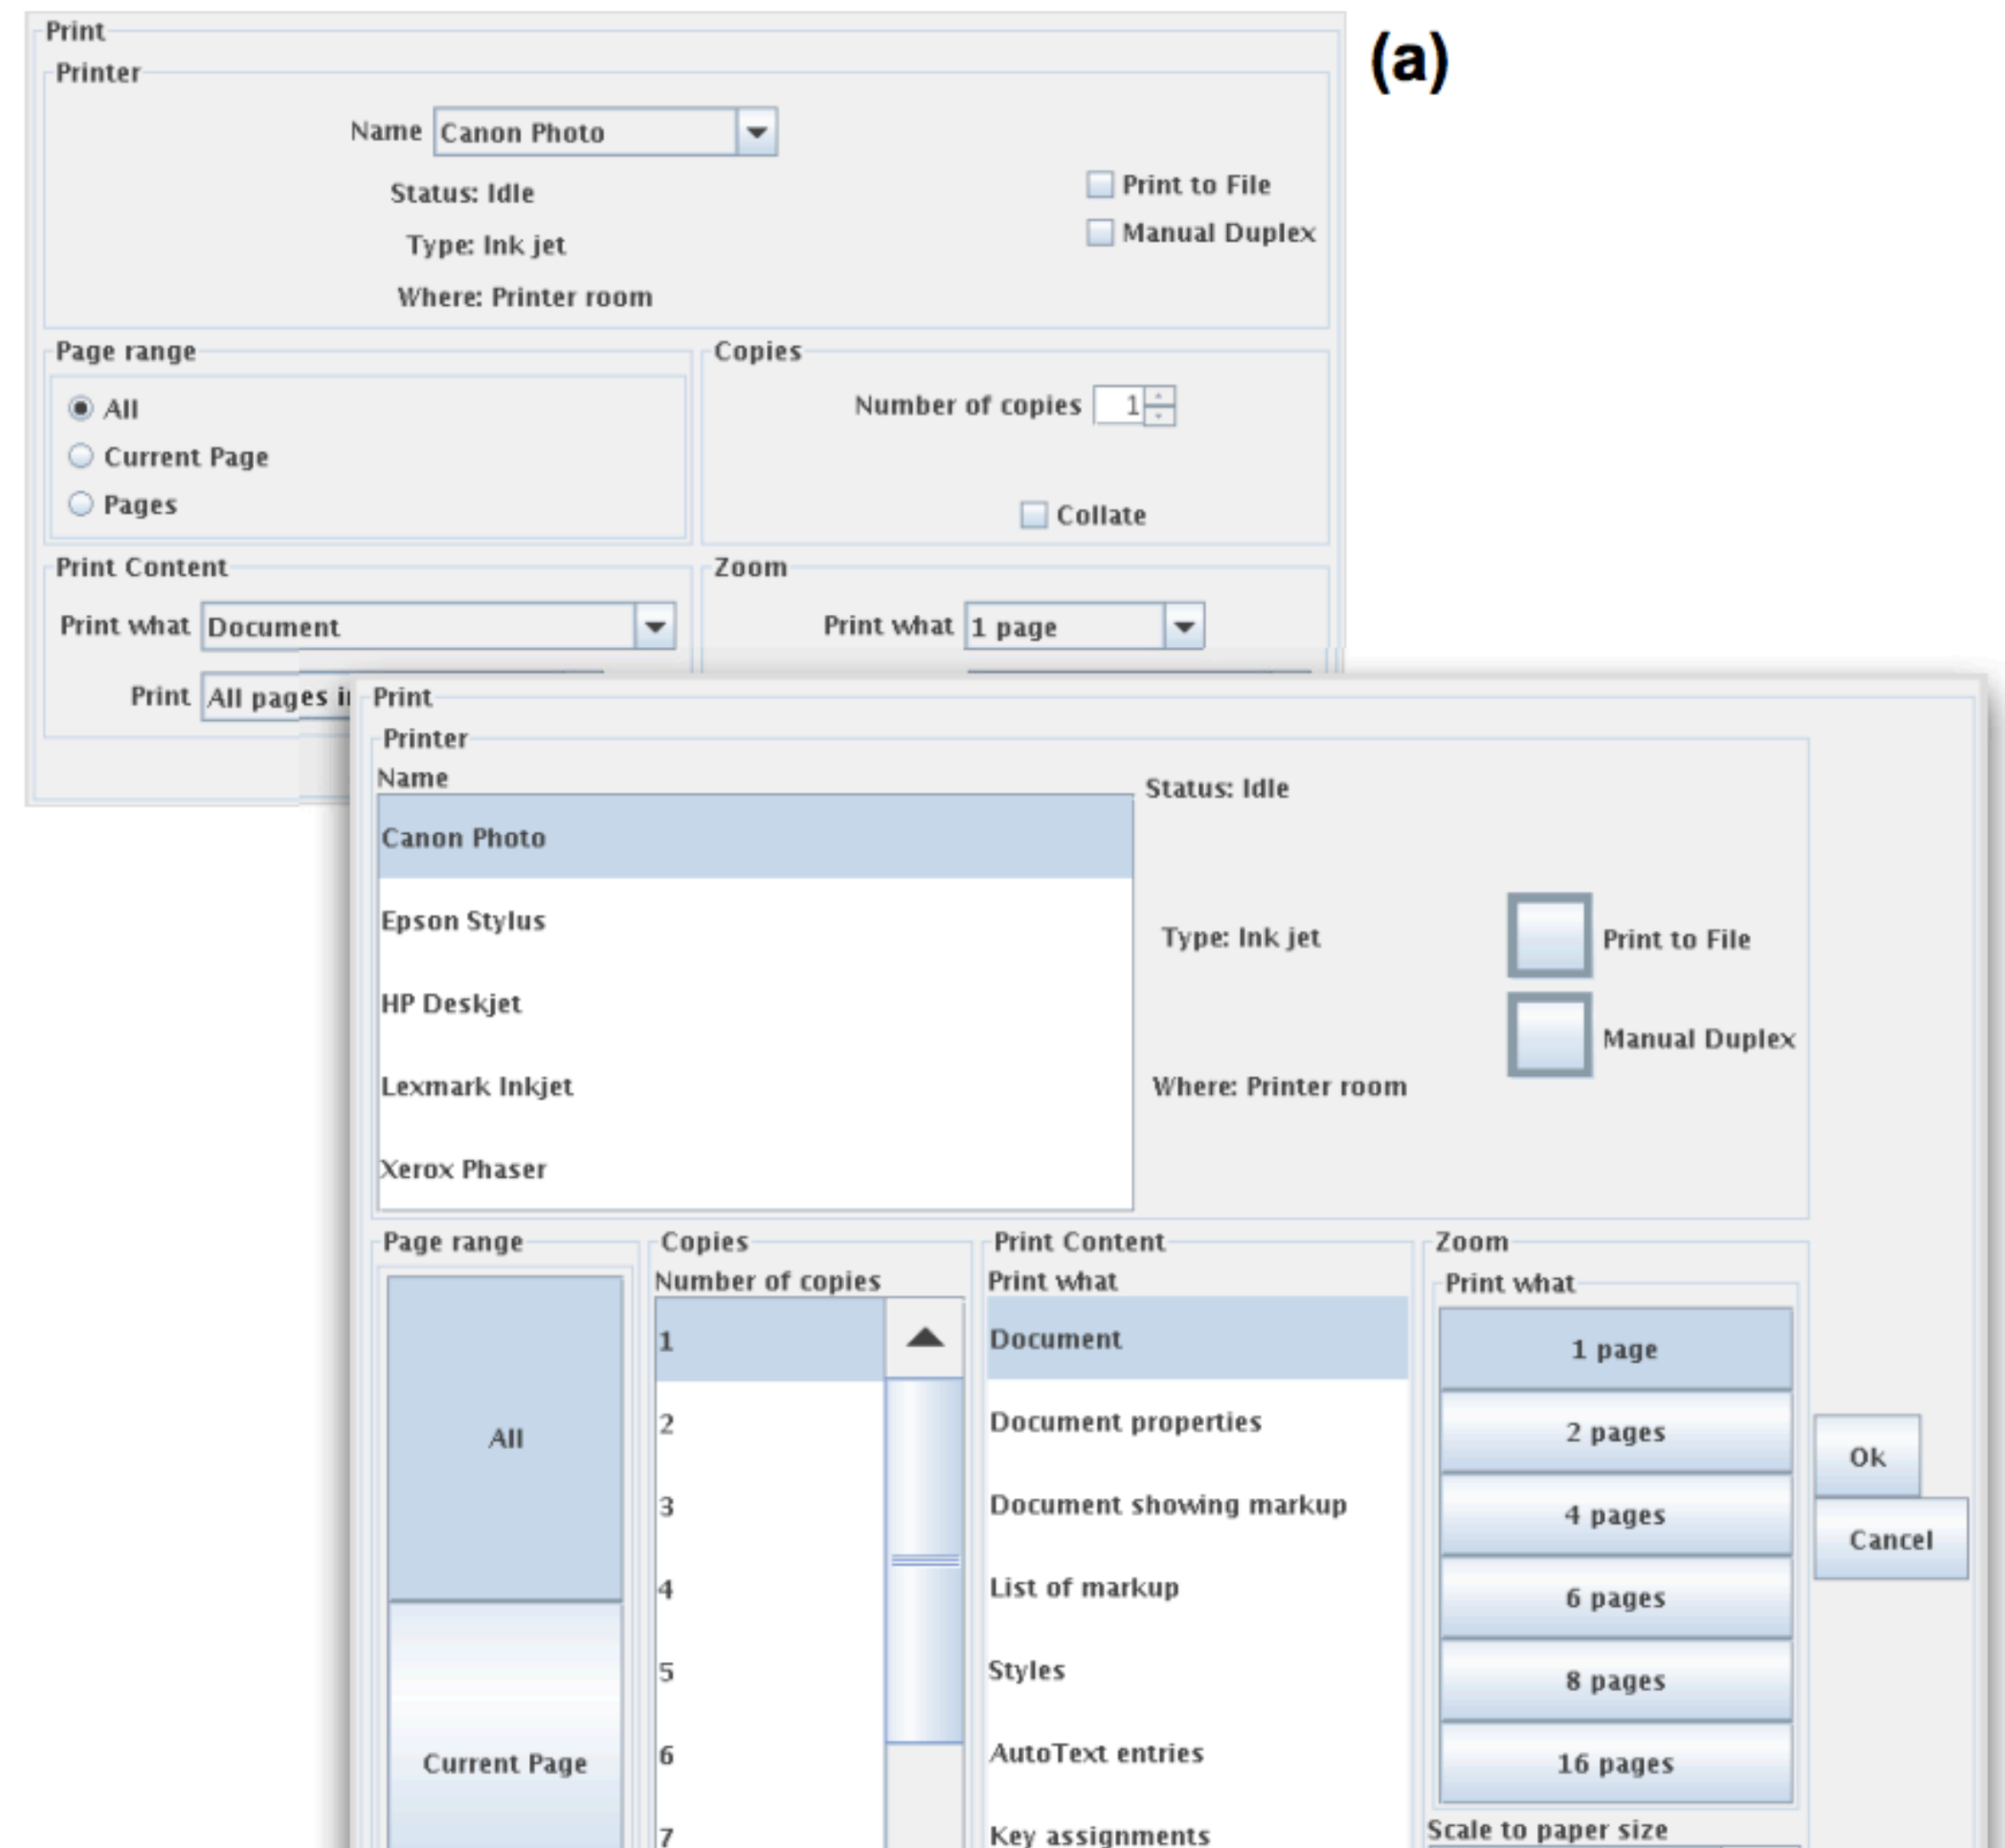 Print
(a)
Printer
Name Canon Photo
Status: Idle
Print to File
Type: Ink jet
Manual Duplex
Where: Printer room
Page range
Copies
All
Number of copies 1
Current Page
Pages
Collate
Print Content
Zoom
Print what Document
Print what 1 page
Print All pages
Print
Printer
Name
Status: Idle
Canon Photo
Epson Stylus
Type: Ink jet
Print to File
HP Deskjet
Manual Duplex
Lexmark Inkjet
Where: Printer room
Xerox Phaser
Page range
Copies
Print Content
Zoom
Number of copies
Print what
Print what
All
Current Page
1
2
3
4
5
6
7
Document
Document properties
Document showing markup
List of markup
Styles
AutoText entries
Key assignments
1 page
2 pages
4 pages
6 pages
8 pages
16 pages
Scale to paper size
Ok
Cancel